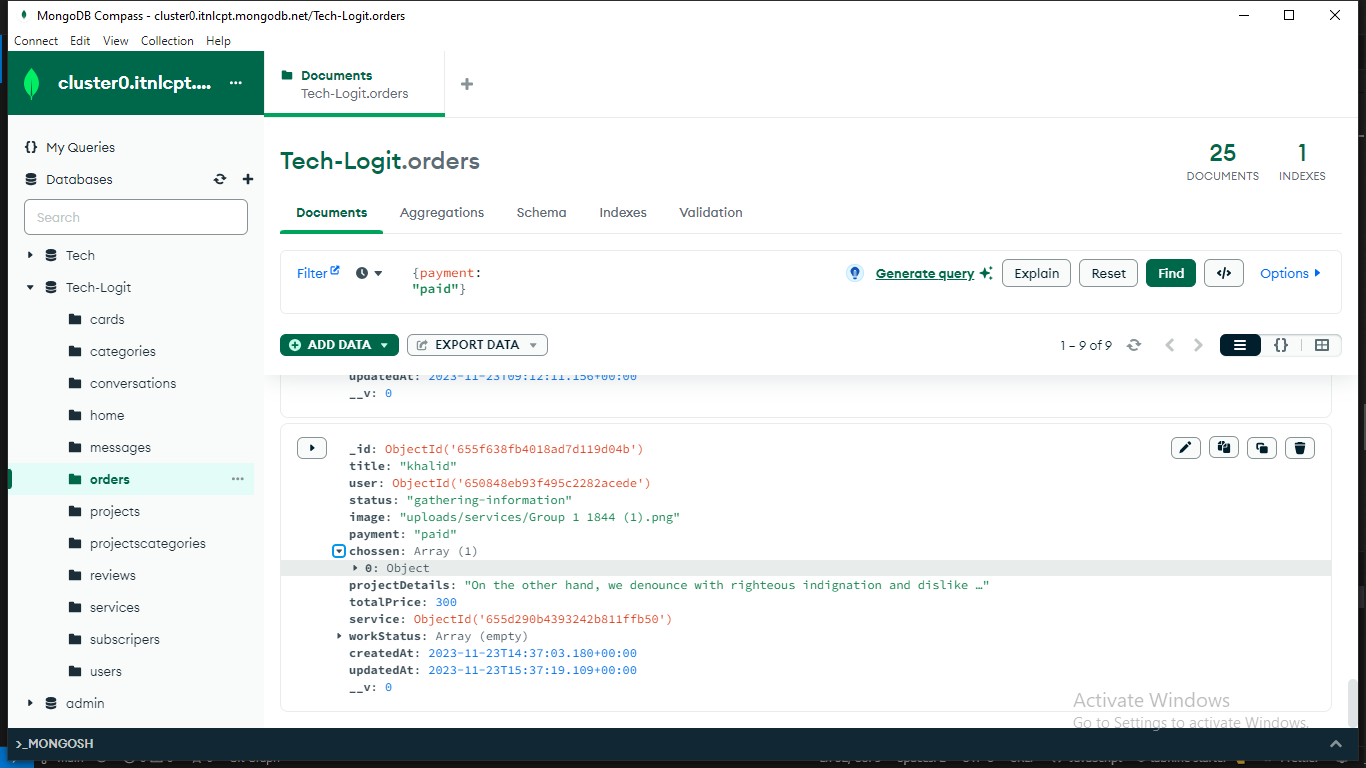 MongoDB Compass - cluster0.itnlcpt.mongodb.net/Tech-Logit.orders
Connect Edit View Collection Help
cluster0.itnlcpt....
Documents
Tech-Logit.orders
My Queries
Databases
Search
Tech
Tech-Logit
cards
categories
conversations
home
messages
orders
projects
projectscategories
reviews
services
subscripers
users
admin
Tech-Logit.orders
25
DOCUMENTS
1
INDEXES
Documents Aggregations Schema Indexes Validation
Filter
{payment:
"paid"}
Generate query Explain Reset Find </> Options
ADD DATA EXPORT DATA
1 – 9 of 9
{}
updatedAt: 2023-11-23T09:12:11.156+00:00
__v: 0
_id: ObjectId('655f638fb4018ad7d119d04b')
title: "khalid"
user: ObjectId('650848eb93f495c2282acede')
status: "gathering-information"
image: "uploads/services/Group 1 1844 (1).png"
payment: "paid"
chossen: Array (1)
0: Object
projectDetails: "On the other hand, we denounce with righteous indignation and dislike …"
totalPrice: 300
service: ObjectId('655d290b4393242b811ffb50')
workStatus: Array (empty)
createdAt: 2023-11-23T14:37:03.180+00:00
updatedAt: 2023-11-23T15:37:19.109+00:00
__v: 0
Activate Windows
Go to Settings to activate Windows.
>_MONGOSH